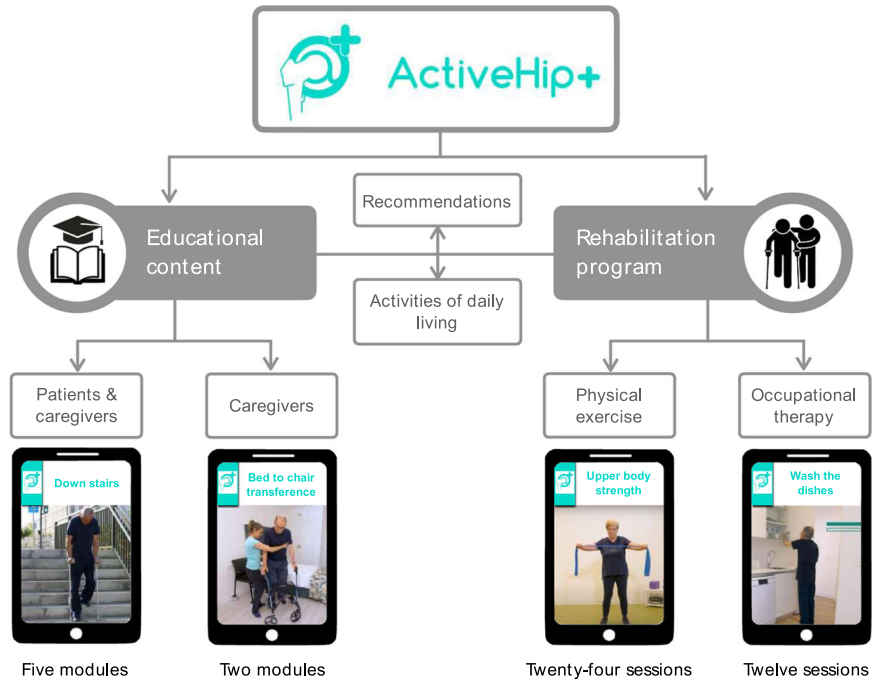 ActiveHip+
Recommendations
Educational
content
Rehabilitation
program
Activities of daily
living
Patients &
caregivers
Caregivers
Physical
exercise
Occupational
therapy
Down stairs
Bed to chair
transference
Upper body
strength
Wash the
dishes
Five modules
Two modules
Twenty-four sessions
Twelve sessions